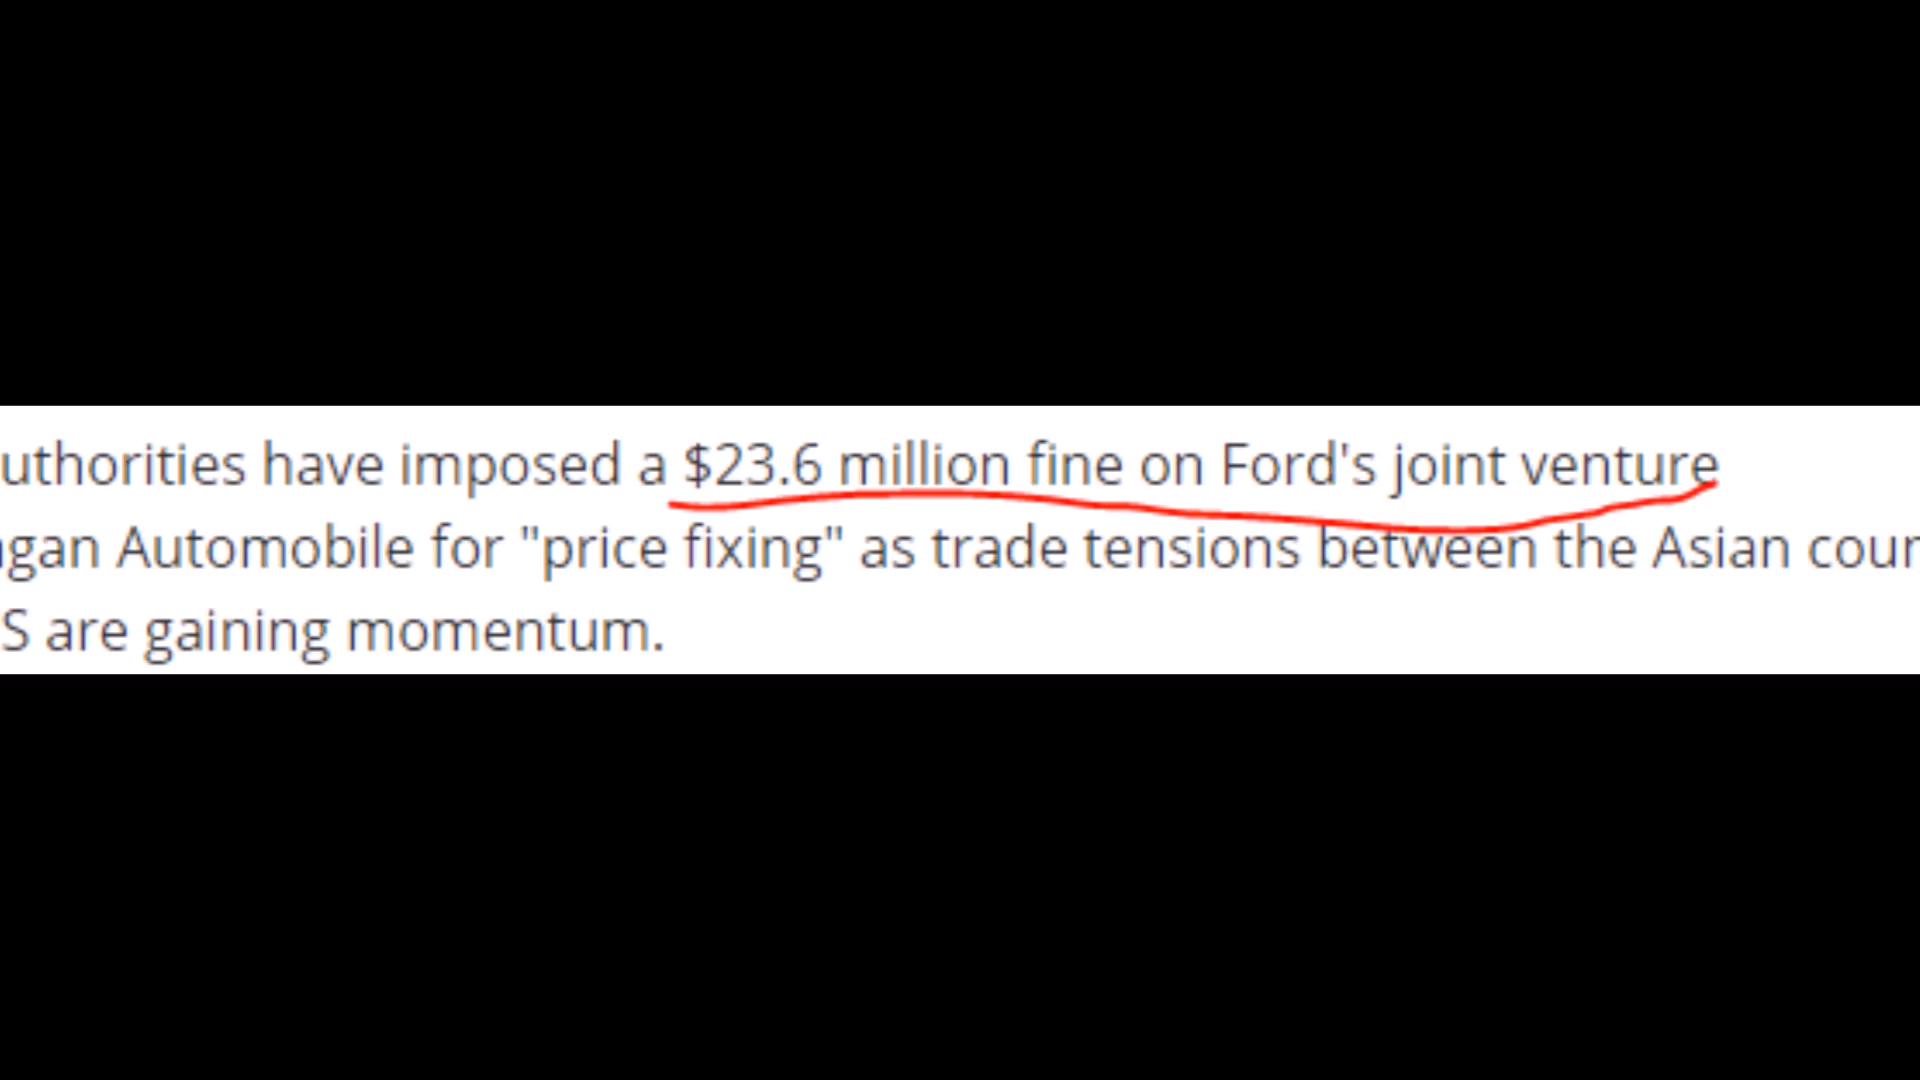 uthorities have imposed a $23.6 million fine on Ford's joint venture
gan Automobile for "price fixing" as trade tensions between the Asian cour
S are gaining momentum.